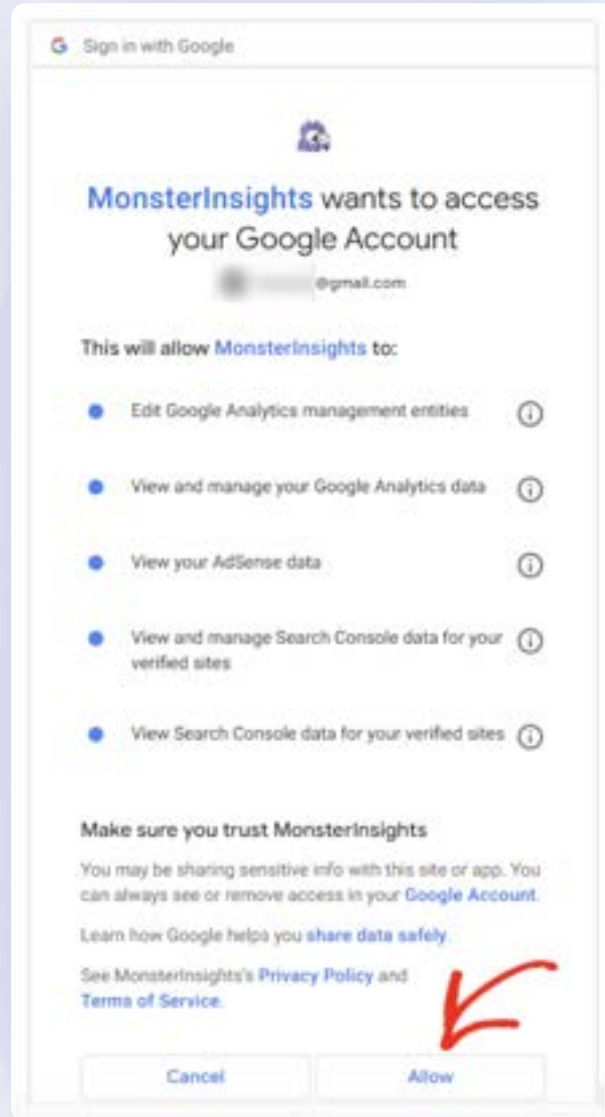 Sign in with Google
MonsterInsights wants to access
your Google Account
@gmail.com
This will allow MonsterInsights to:
Edit Google Analytics management entities
View and manage your Google Analytics data
View your AdSense data
View and manage Search Console data for your
verified sites
View Search Console data for your verified sites
Make sure you trust MonsterInsights
You may be sharing sensitive info with this site or app. You
can always see or remove access in your Google Account.
Learn how Google helps you share data safely.
See MonsterInsights's Privacy Policy and
Terms of Service.
Cancel
Allow